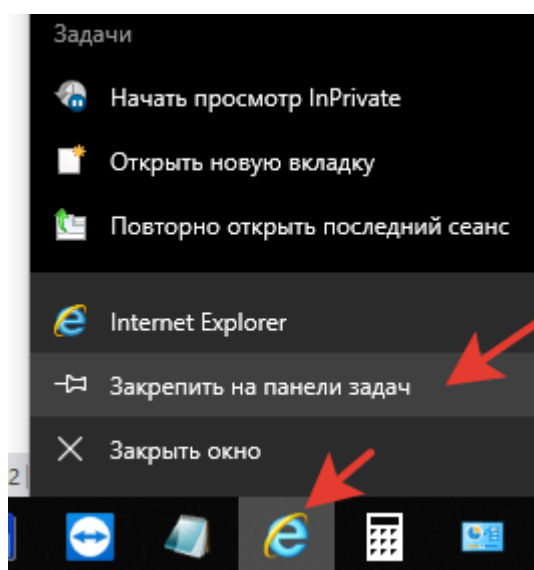 Задачи
Начать просмотр InPrivate
Открыть новую вкладку
Повторно открыть последний сеанс
Internet Explorer
Закрепить на панели задач
Закрыть окно
2